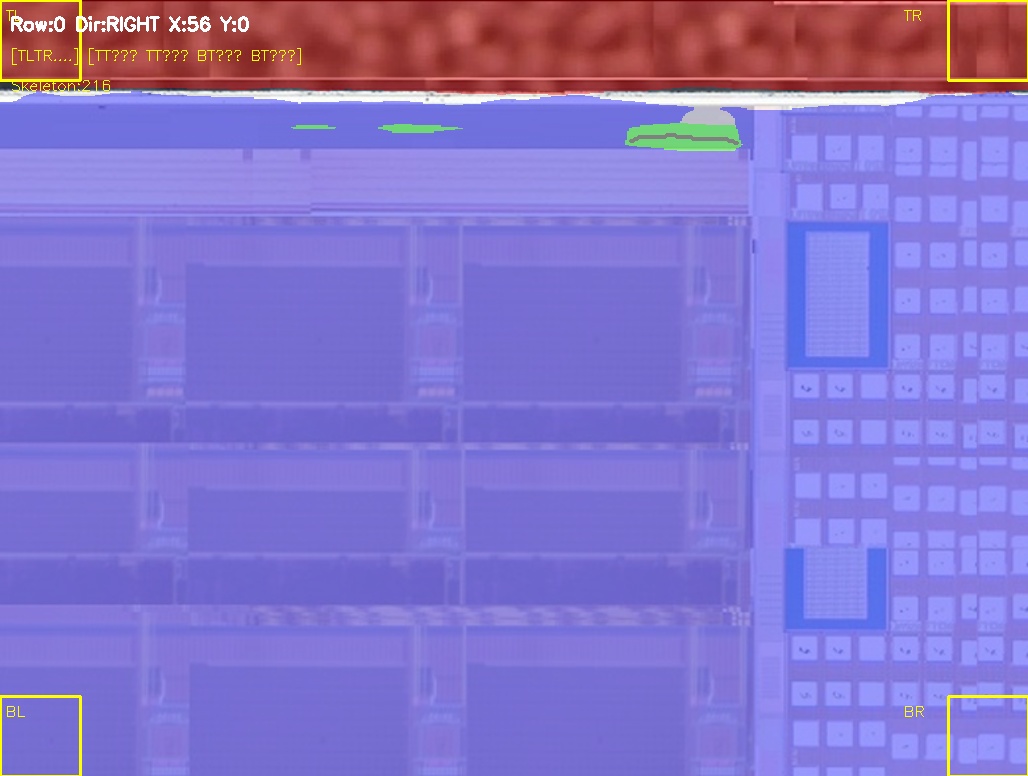 TL
TR
Row:0 Dir:RIGHT X:56 Y:0
[TLTR....] [TT??? TT??? BT??? BT???]
Skeleton:216
BL
BR